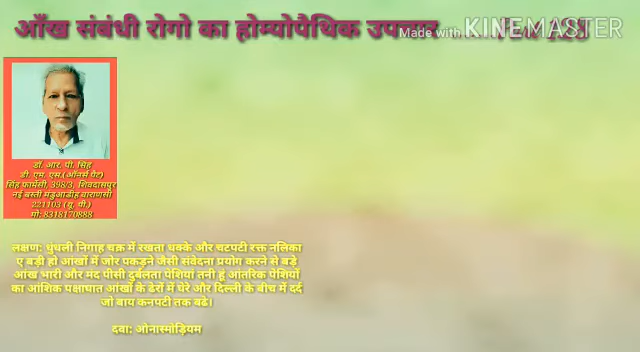 आँख संबंधी रोगो का होम्योपैथिक उपचार
Made with KINEMASTER
डॉ. आर. पी. सिंह
डी. एम. एस.(ऑनर्स पैट)
सिंह फार्मेसी, 398/3, शिवदासपुर
नई बस्ती मडुआडीह वाराणसी
221103 (यू. पी.)
मो: 8318170888
लक्षण: धुंधली निगाह चक्र में रखता धक्के और चटपटी रक्त नलिका
ए बड़ी हो आंखों में जोर पकड़ने जैसी संवेदना प्रयोग करने से बड़े
आंख भारी और मंद पीसी दुर्बलता पेशियां तनी हूं आंतरिक पेशियों
का आंशिक पक्षाघात आंखों के ढेरों में घेरे और दिल्ली के बीच में दर्द
जो बाय कनपटी तक बढे।
दवा: ओनास्मोड़ियम